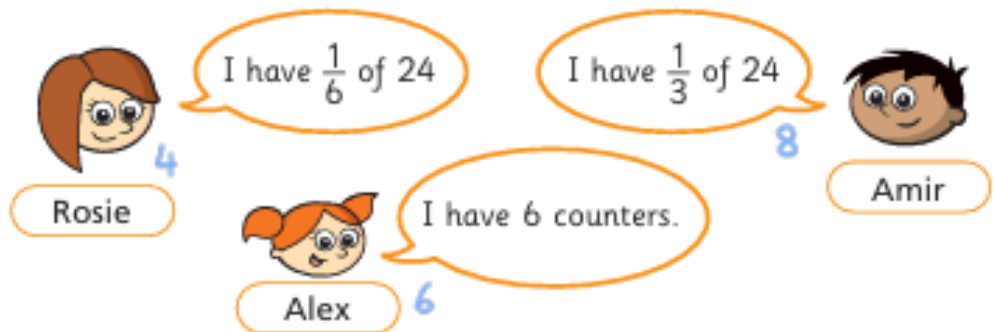 I have 1/6 of 24
I have 1/3 of 24
4
8
Rosie
Amir
I have 6 counters.
Alex
6